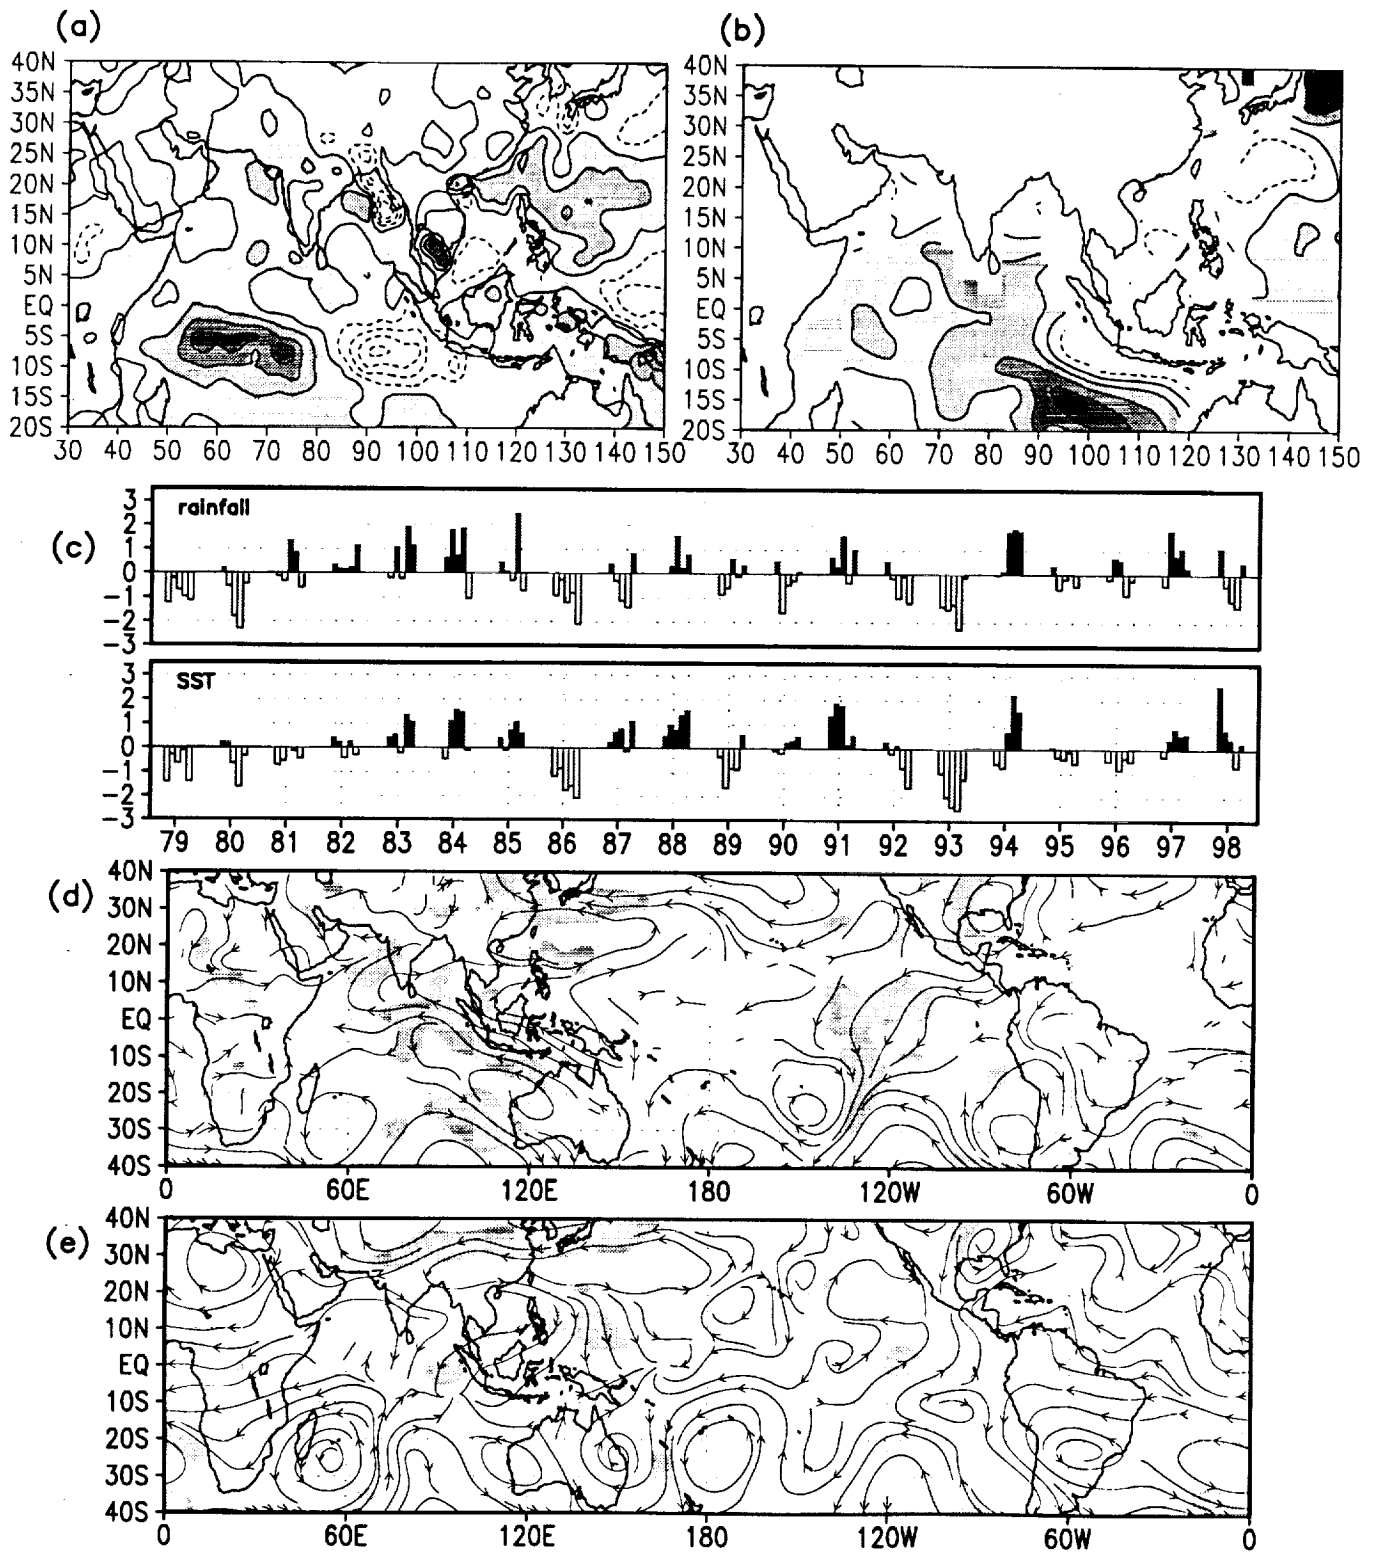 (a)
40N
35N
30N
25N
20N
15N
10N
5N
EQ
5S
10S
15S
20S
30 40 50 60 70 80 90 100 110 120 130 140 150
(b)
40N
35N
30N
25N
20N
15N
10N
5N
EQ
5S
10S
15S
20S
30 40 50 60 70 80 90 100 110 120 130 140 150
(c)
rainfall
3
2
1
0
-1
-2
-3
SST
3
2
1
0
-1
-2
-3
79 80 81 82 83 84 85 86 87 88 89 90 91 92 93 94 95 96 97 98
(d)
40N
30N
20N
10N
EQ
10S
20S
30S
40S
0 60E 120E 180 120W 60W 0
(e)
40N
30N
20N
10N
EQ
10S
20S
30S
40S
0 60E 120E 180 120W 60W 0